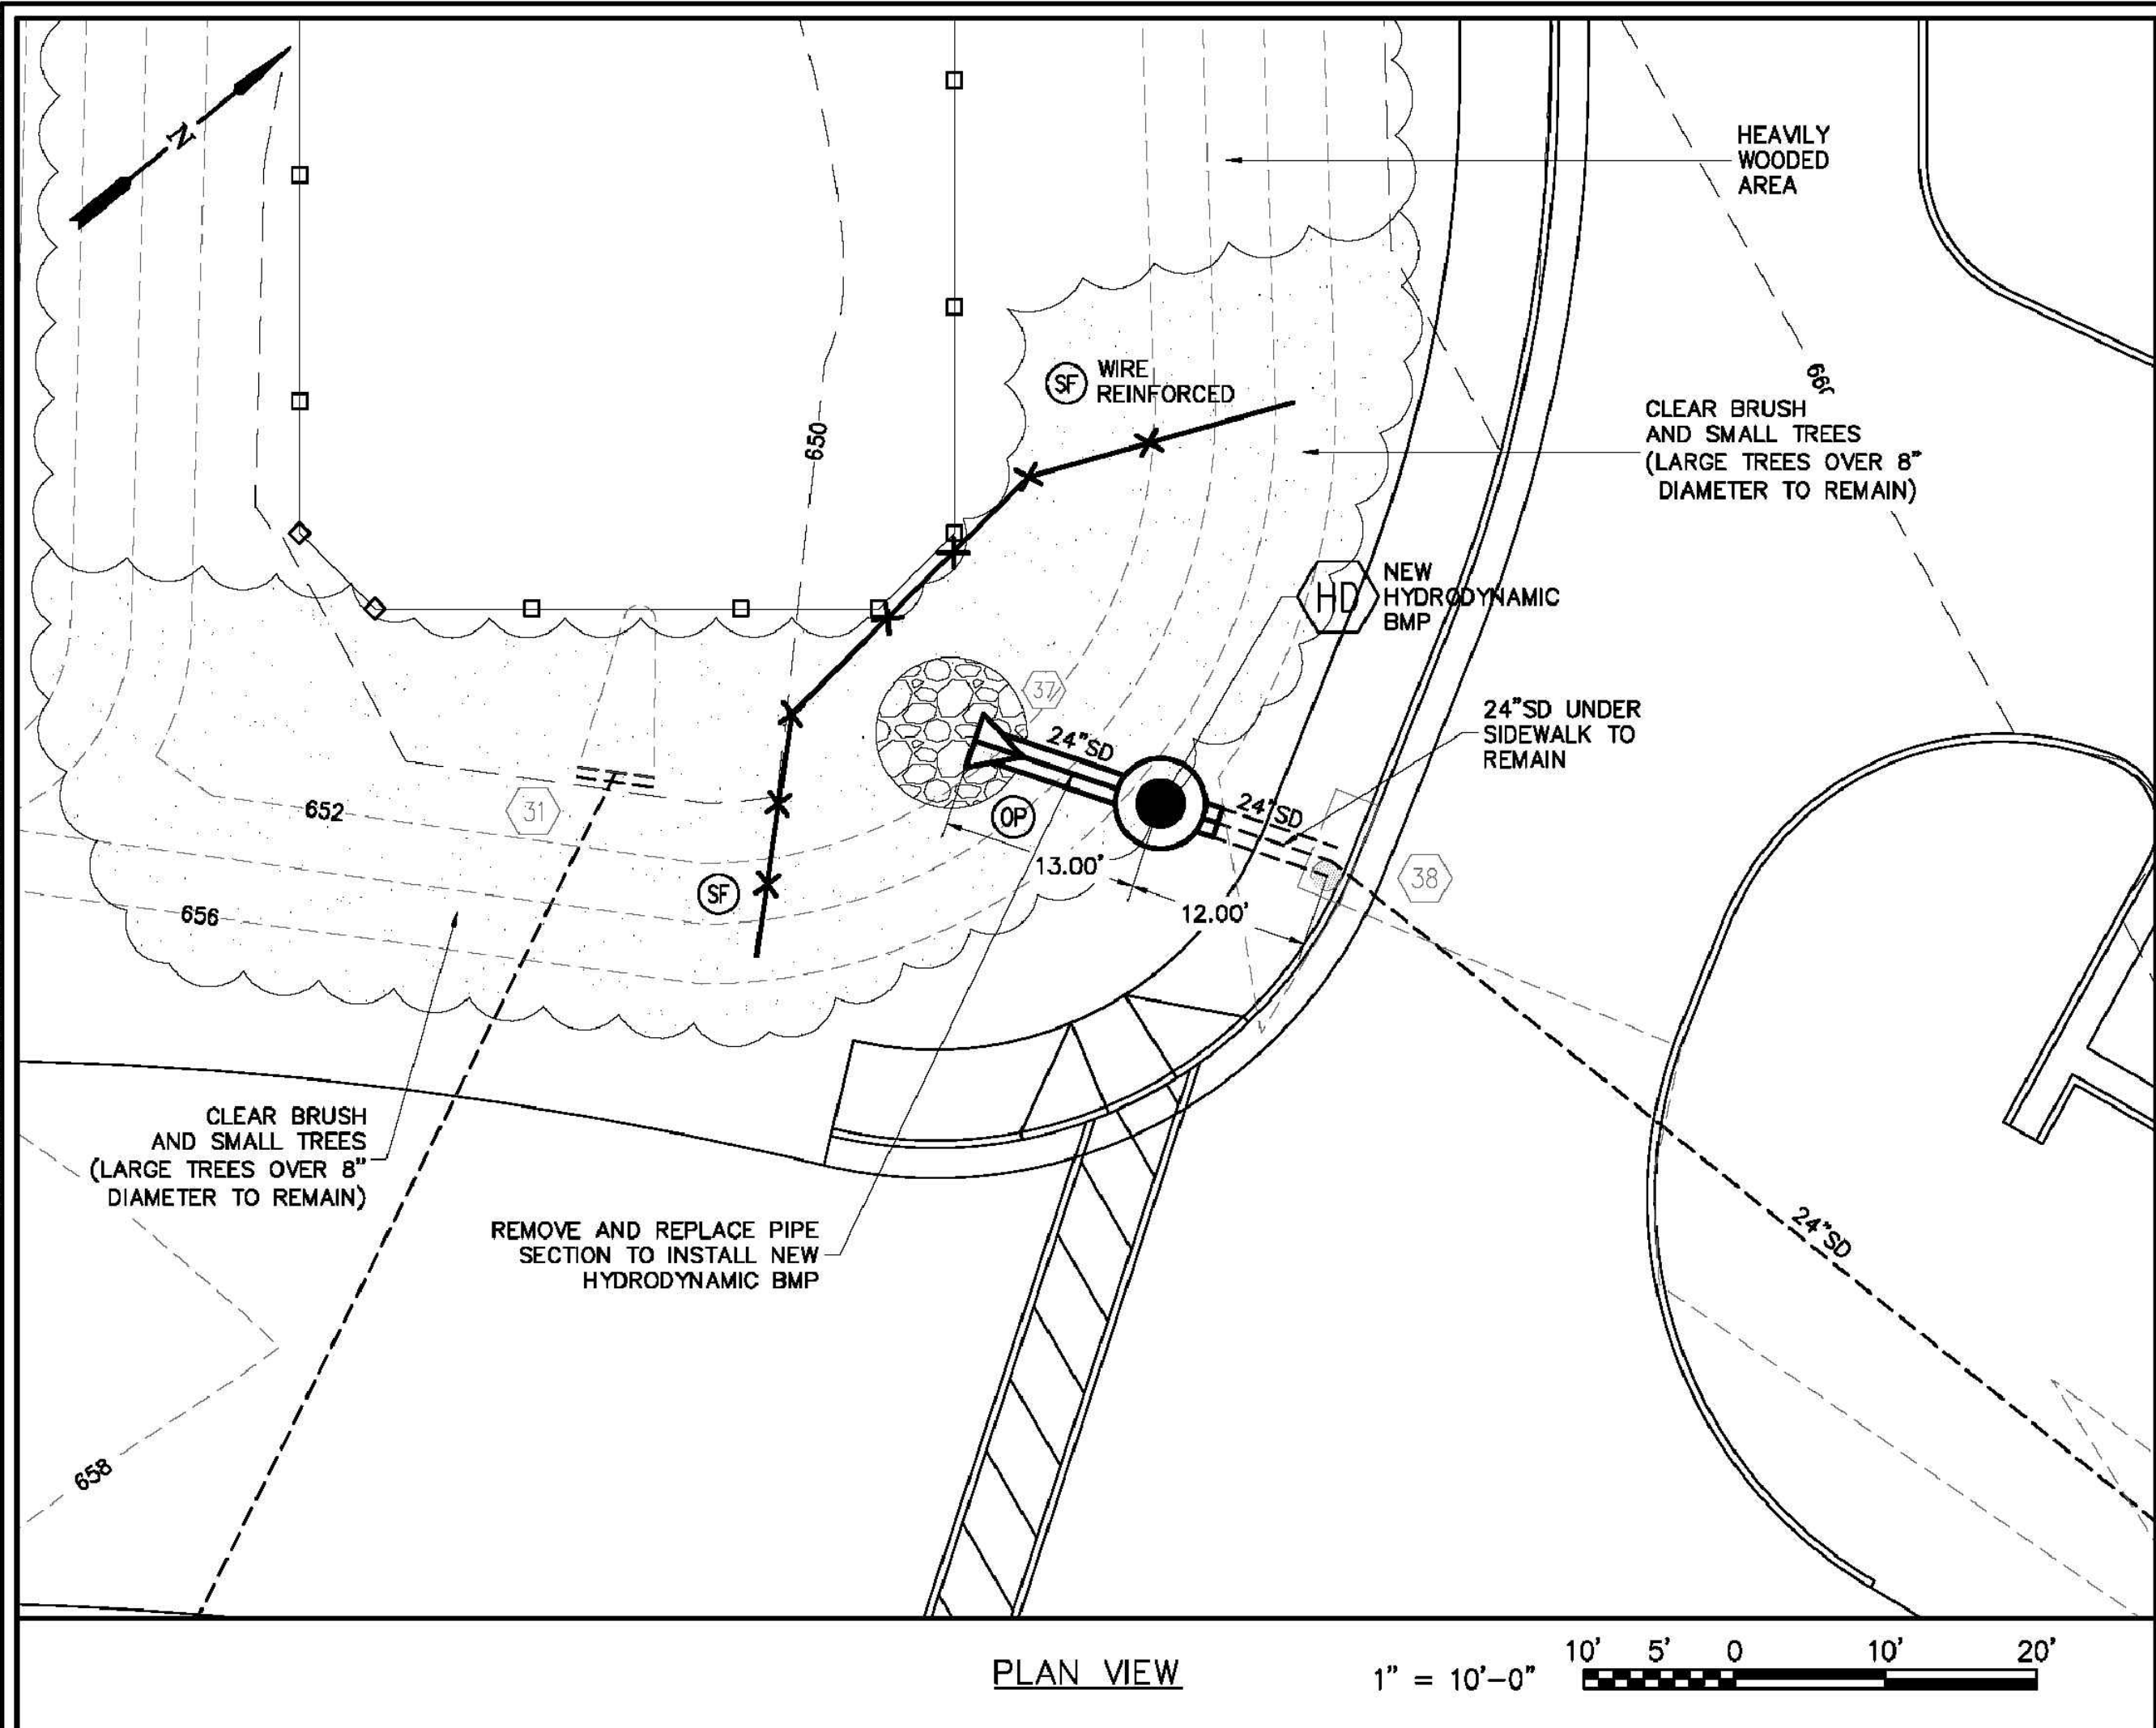 N
HEAVILY
WOODED
AREA
650
SF
WIRE
REINFORCED
CLEAR BRUSH
AND SMALL TREES
(LARGE TREES OVER 8"
DIAMETER TO REMAIN)
HD
NEW
HYDRODYNAMIC
BMP
37
24"SD
24"SD UNDER
SIDEWALK TO
REMAIN
652
31
OP
24"SD
13.00'
38
SF
656
12.00'
CLEAR BRUSH
AND SMALL TREES
(LARGE TREES OVER 8"
DIAMETER TO REMAIN)
REMOVE AND REPLACE PIPE
SECTION TO INSTALL NEW
HYDRODYNAMIC BMP
24"SD
658
PLAN VIEW
1" = 10'-0"
10' 5' 0 10' 20'